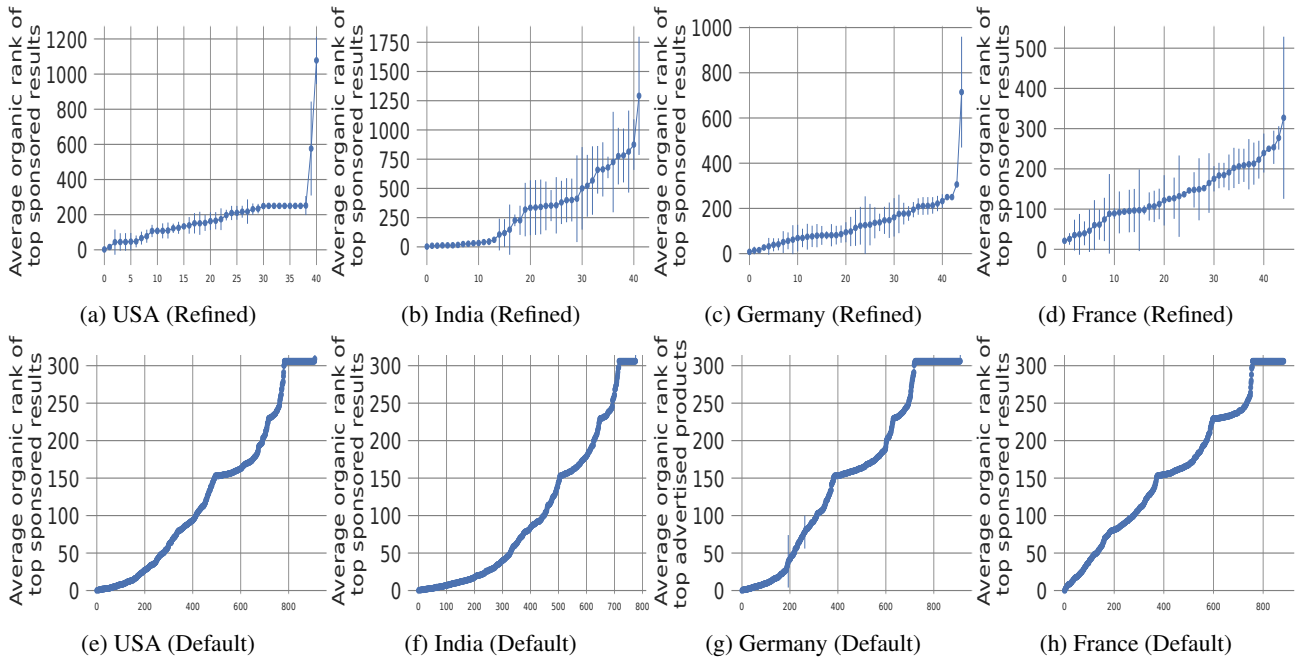 Average organic rank of
top sponsored results
1200
1000
800
600
400
200
0
0 5 10 15 20 25 30 35 40
(a) USA (Refined)
Average organic rank of
top sponsored results
1750
1500
1250
1000
750
500
250
0
0 10 20 30 40
(b) India (Refined)
Average organic rank of
top sponsored results
1000
800
600
400
200
0
0 10 20 30 40
(c) Germany (Refined)
Average organic rank of
top sponsored results
500
400
300
200
100
0
0 10 20 30 40
(d) France (Refined)
Average organic rank of
top sponsored results
300
250
200
150
100
50
0
0 200 400 600 800
(e) USA (Default)
Average organic rank of
top sponsored results
300
250
200
150
100
50
0
0 100 200 300 400 500 600 700 800
(f) India (Default)
Average organic rank of
top advertised products
300
250
200
150
100
50
0
0 200 400 600 800
(g) Germany (Default)
Average organic rank of
top sponsored results
300
250
200
150
100
50
0
0 200 400 600 800
(h) France (Default)